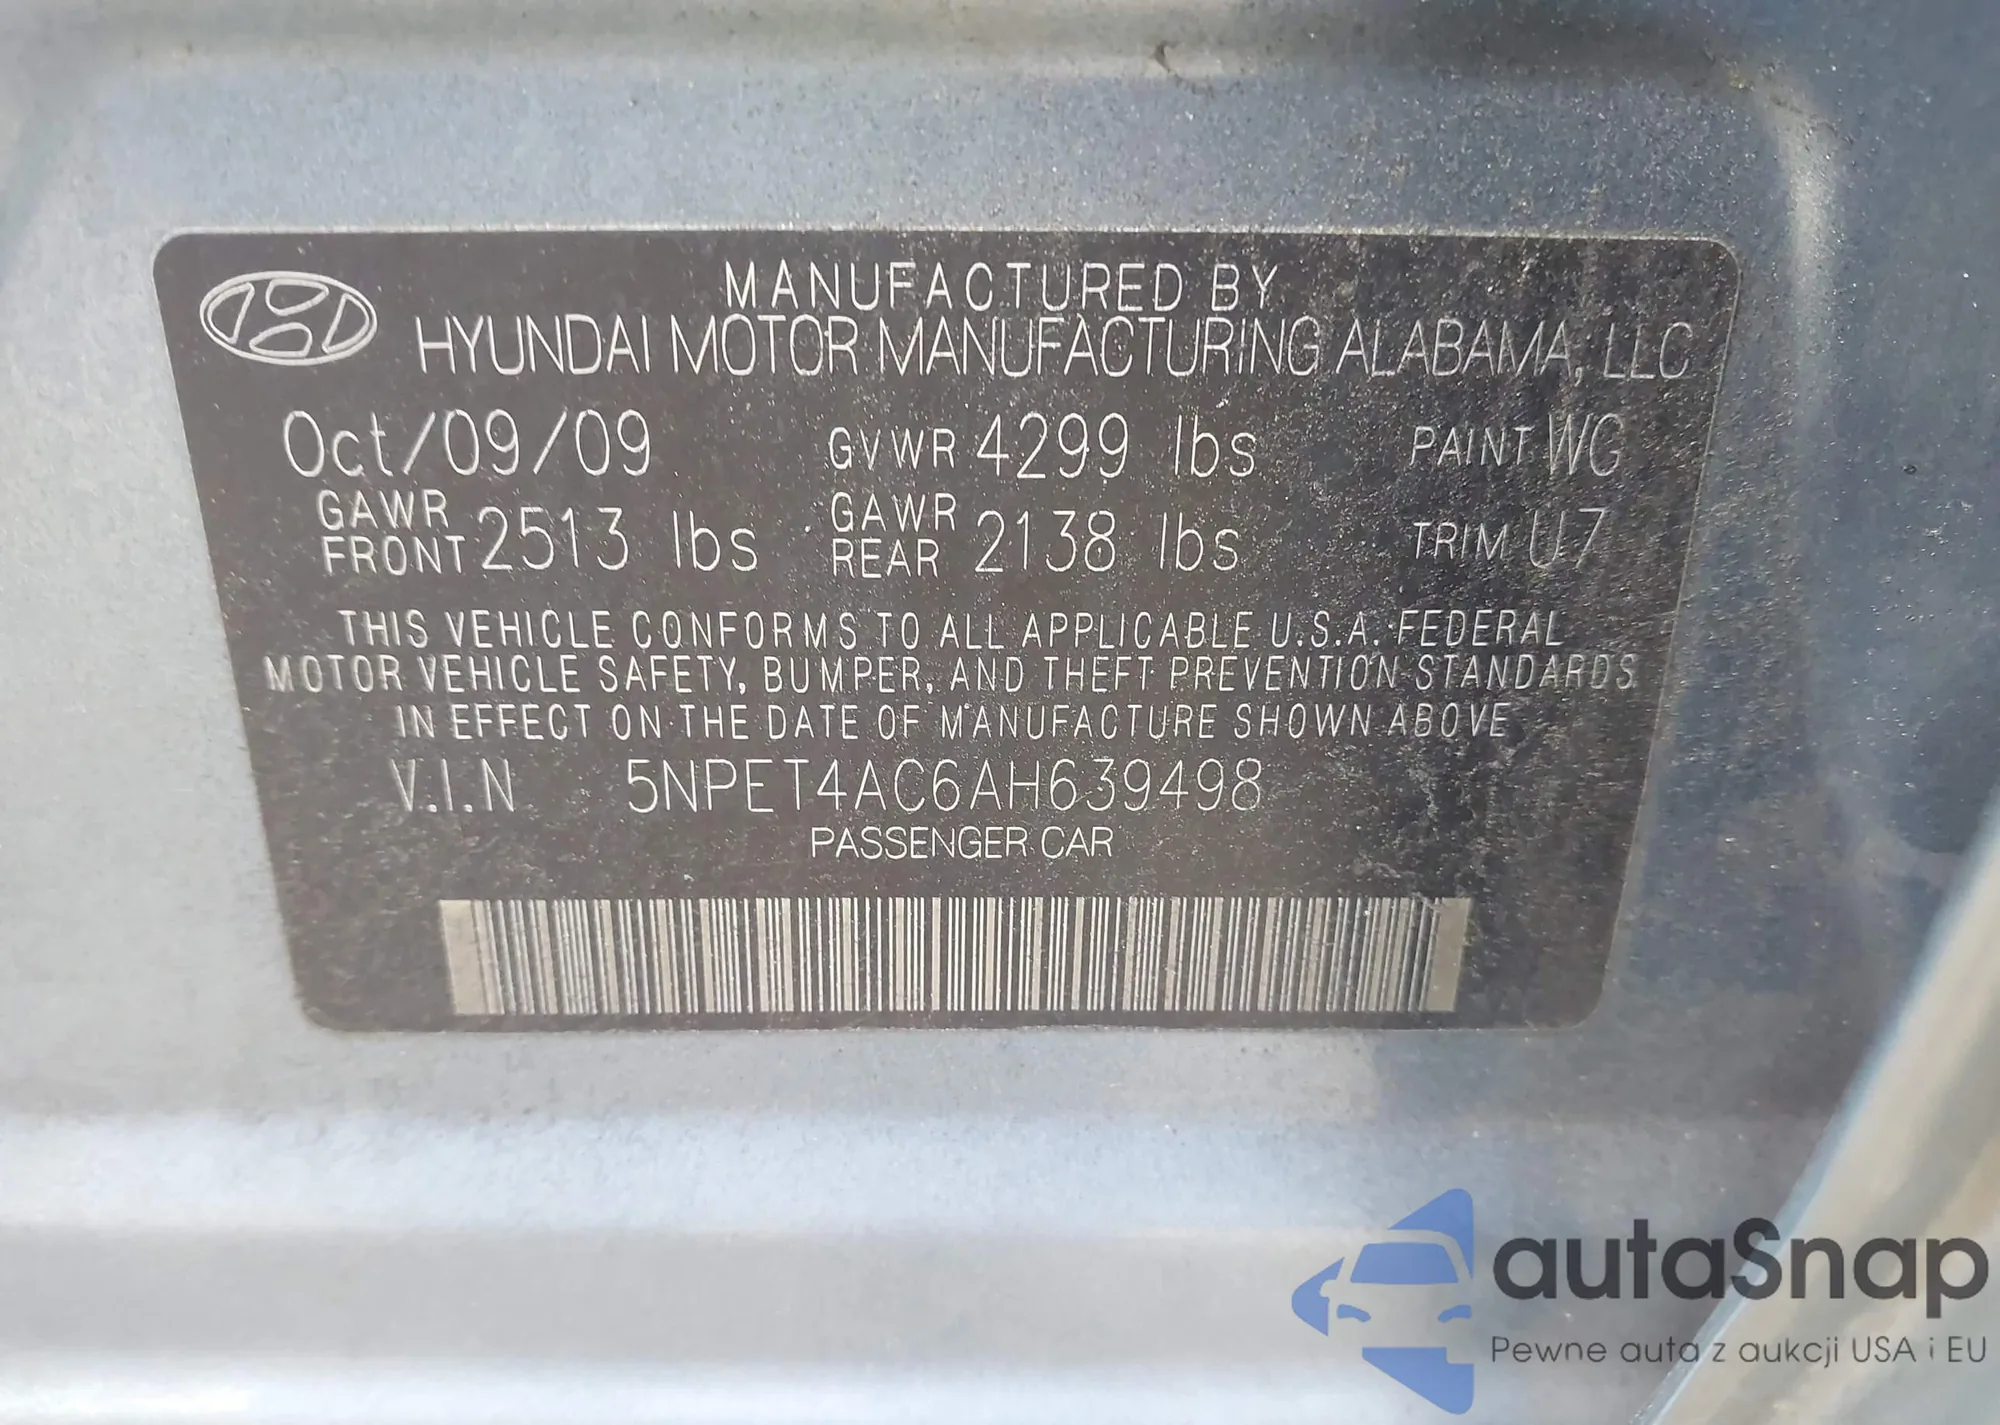 MANUFACTURED BY
HYUNDAI MOTOR MANUFACTURING ALABAMA, LLC
Oct/09/09 GVWR 4299 lbs PAINT WG
GAWR FRONT 2513 lbs GAWR REAR 2138 lbs TRIM U7
THIS VEHICLE CONFORMS TO ALL APPLICABLE U.S.A. FEDERAL
MOTOR VEHICLE SAFETY, BUMPER, AND THEFT PREVENTION STANDARDS
IN EFFECT ON THE DATE OF MANUFACTURE SHOWN ABOVE
V.I.N 5NPET4AC6AH639498
PASSENGER CAR
autaSnap
Pewne auta z aukcji USA i EU